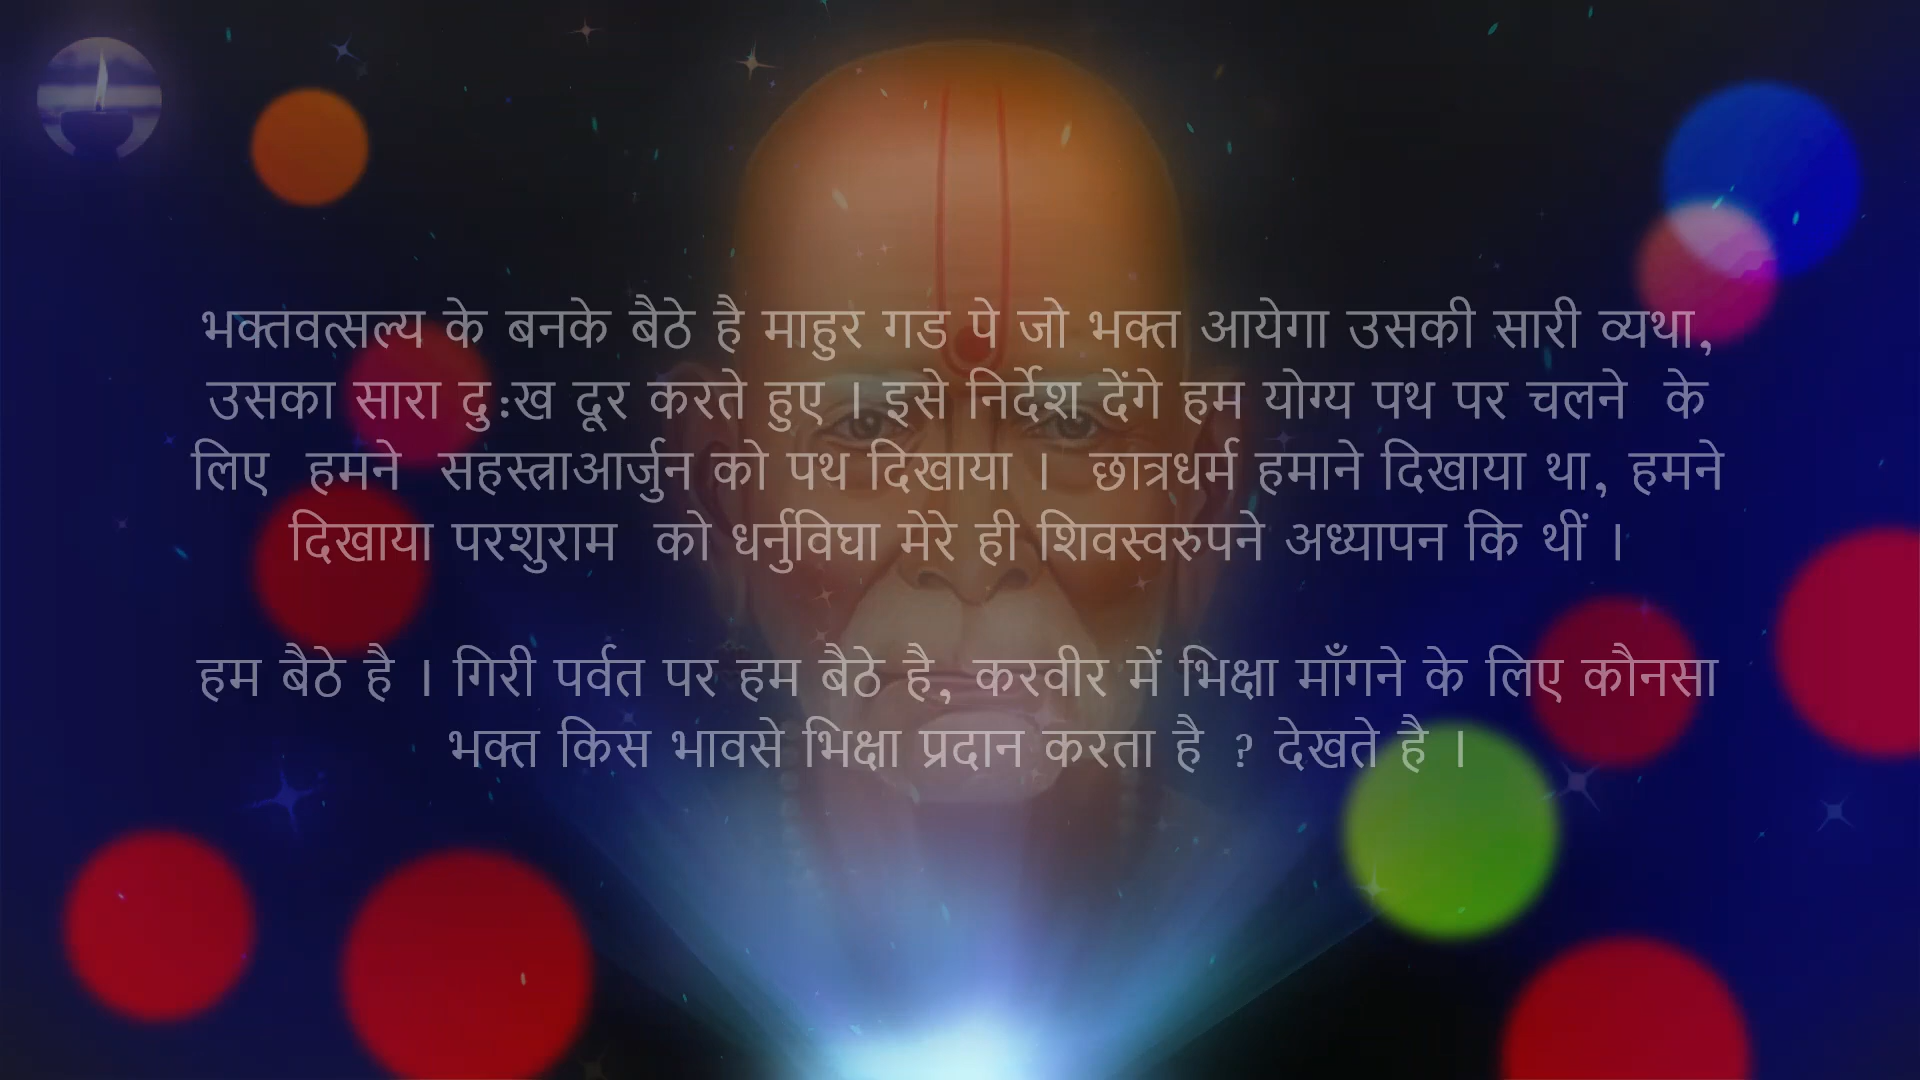 भक्तवत्सल्य के बनके बैठे है माहुर गड पे जो भक्त आयेगा उसकी सारी व्यथा,
उसका सारा दुःख दूर करते हुए । इसे निर्देश देंगे हम योग्य पथ पर चलने के
लिए हमने सहस्त्राआर्जुन को पथ दिखाया । छात्रधर्म हमाने दिखाया था, हमने
दिखाया परशुराम को धर्नुविघा मेरे ही शिवस्वरुपने अध्यापन कि थीं ।
हम बैठे है । गिरी पर्वत पर हम बैठे है, करवीर में भिक्षा माँगने के लिए कौनसा
भक्त किस भावसे भिक्षा प्रदान करता है ? देखते है ।